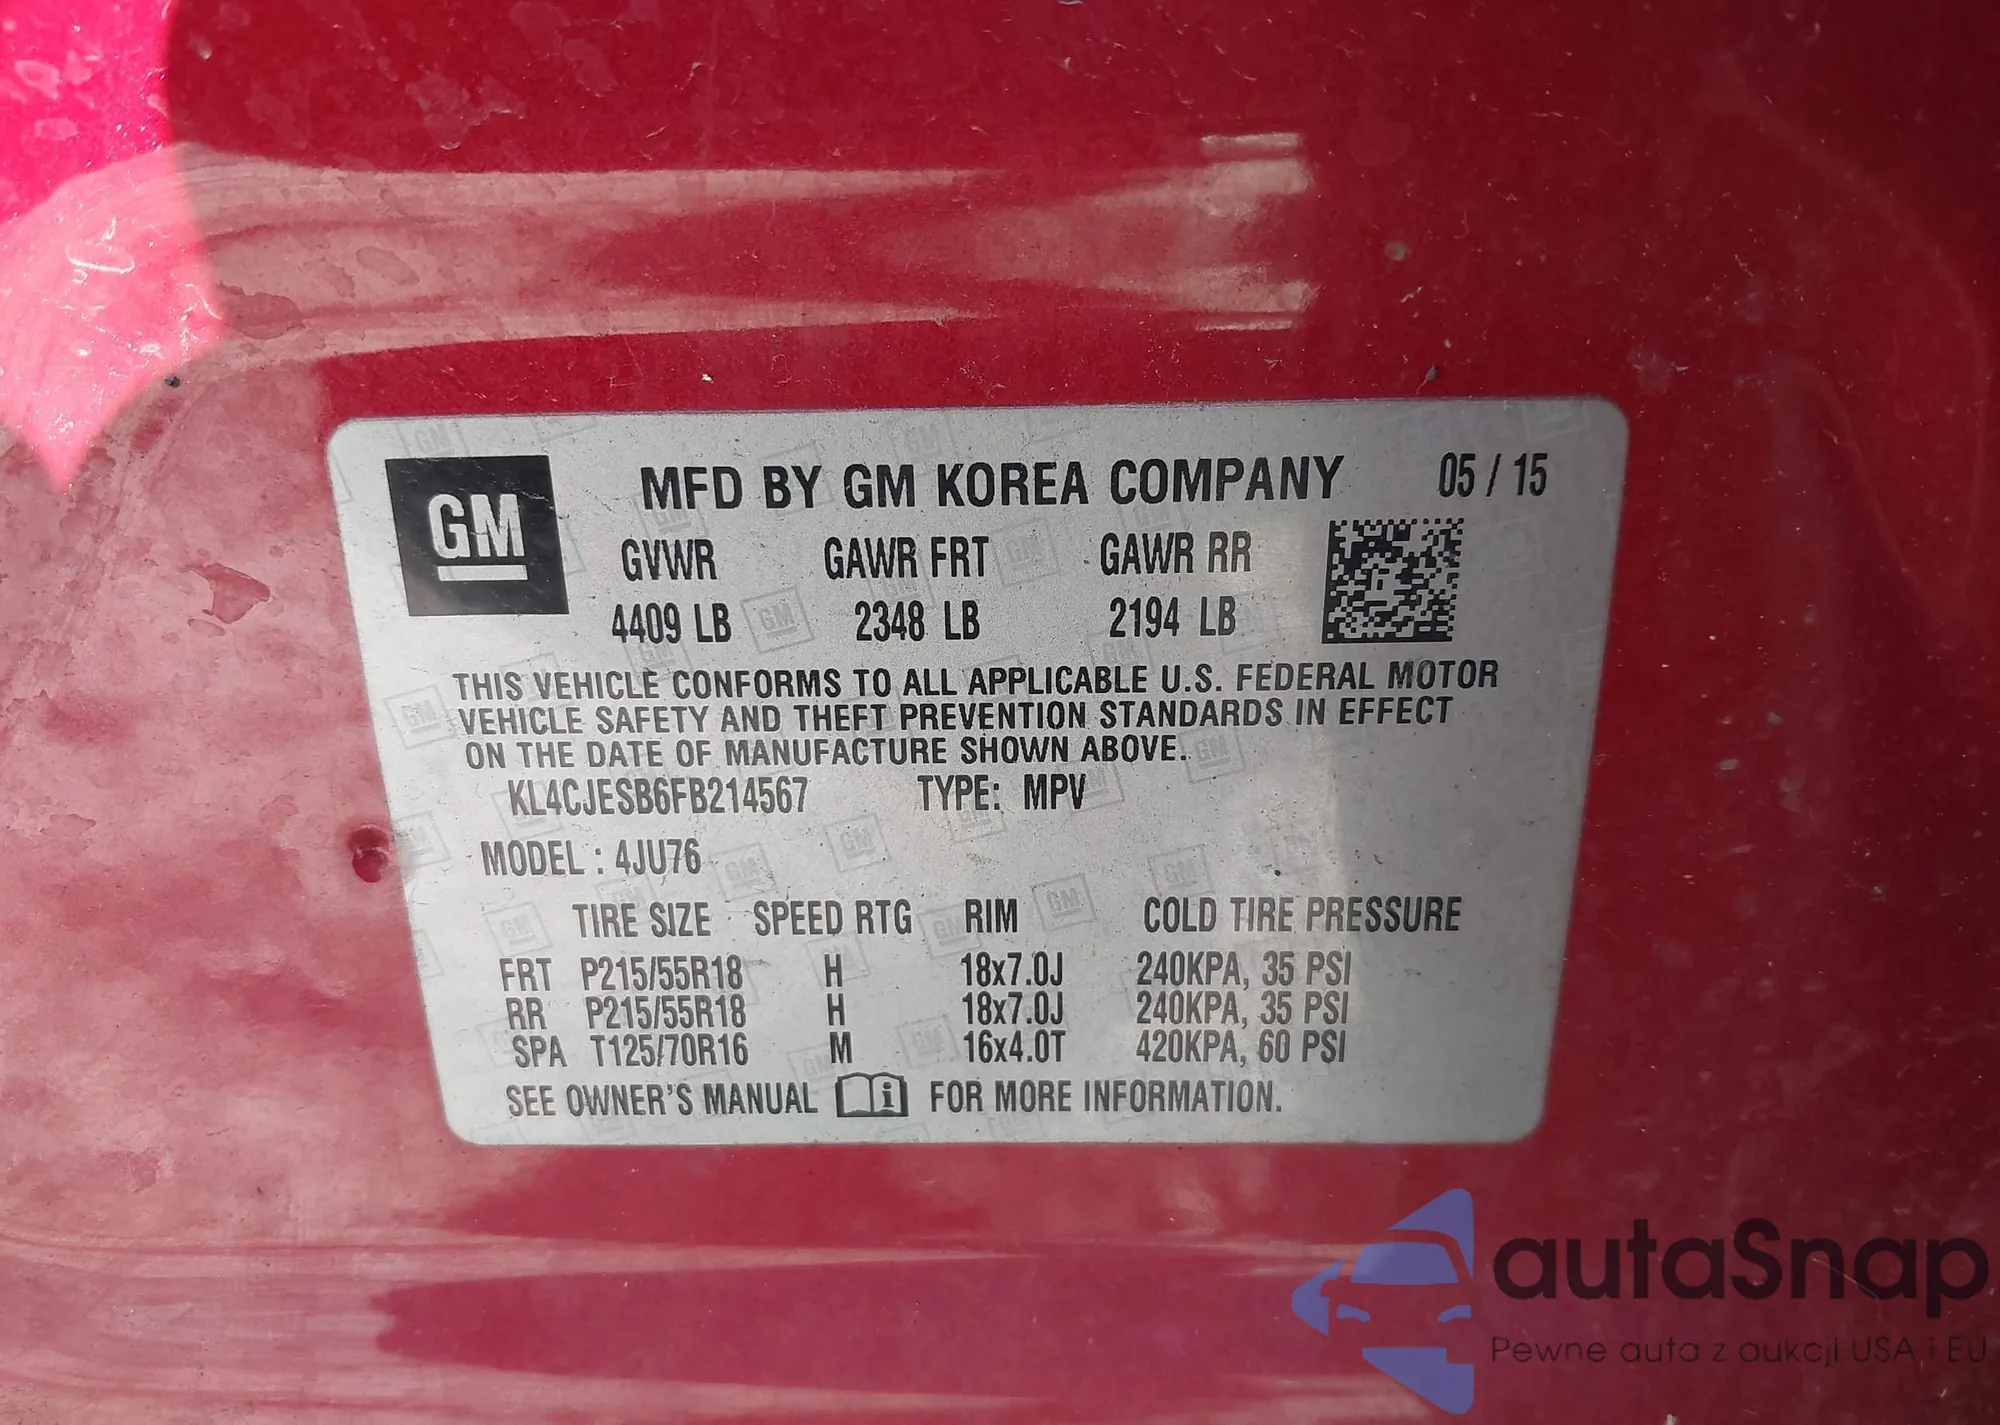 GM MFD BY GM KOREA COMPANY 05 / 15
GVWR GAWR FRT GAWR RR
4409 LB 2348 LB 2194 LB
THIS VEHICLE CONFORMS TO ALL APPLICABLE U.S. FEDERAL MOTOR
VEHICLE SAFETY AND THEFT PREVENTION STANDARDS IN EFFECT
ON THE DATE OF MANUFACTURE SHOWN ABOVE.
KL4CJESB6FB214567 TYPE: MPV
MODEL : 4JU76
TIRE SIZE SPEED RTG RIM COLD TIRE PRESSURE
FRT P215/55R18 H 18x7.0J 240KPA, 35 PSI
RR P215/55R18 H 18x7.0J 240KPA, 35 PSI
SPA T125/70R16 M 16x4.0T 420KPA, 60 PSI
SEE OWNER'S MANUAL FOR MORE INFORMATION.
autaSnap
Pewne auta z aukcji USA i EU